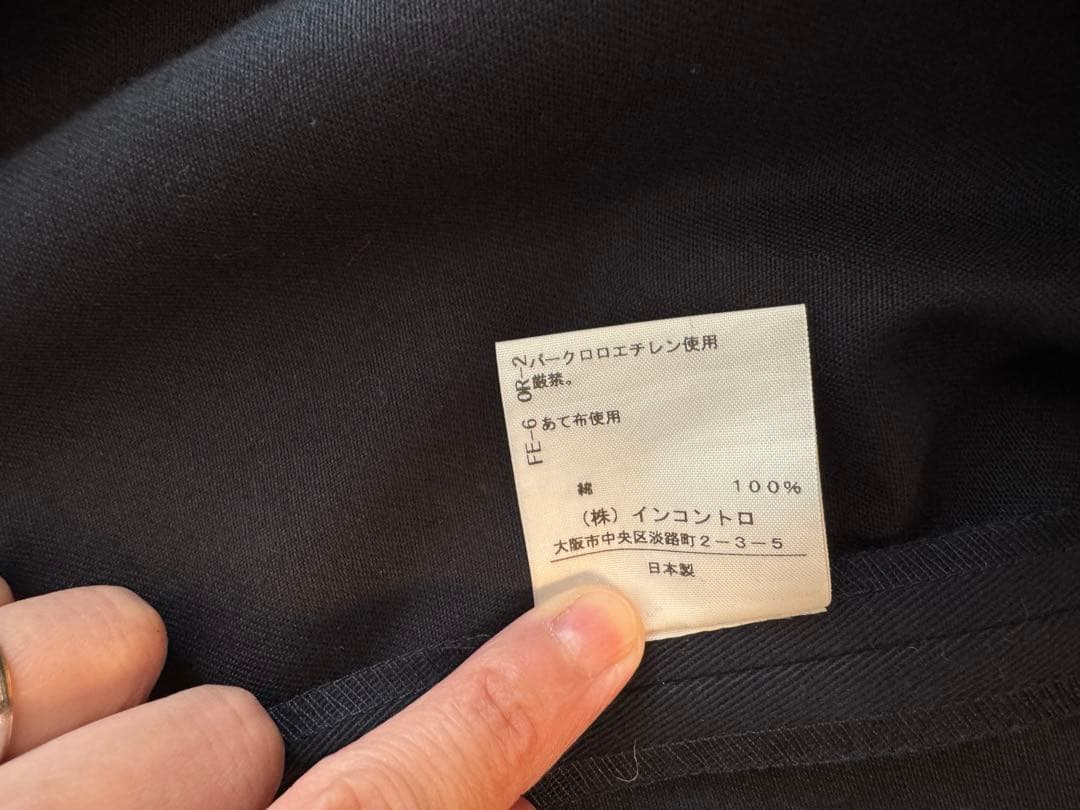 FE-6 OR-2
パークロロエチレン使用
厳禁。
あて布使用
綿 100%
(株)インコントロ
大阪市中央区淡路町2-3-5
日本製